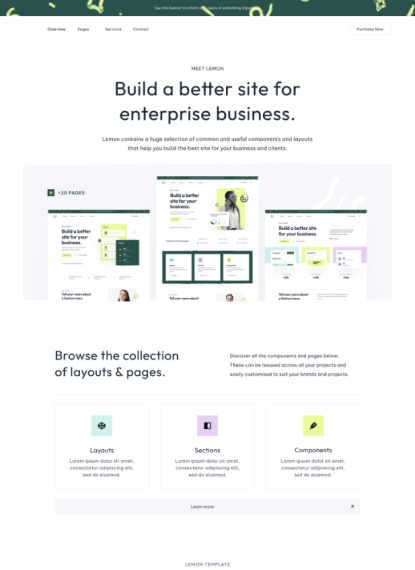 Use this banner to inform your users of something important
Overview Pages Services Contact Purchase Now
MEET LEMON
Build a better site for
enterprise business.
Lemon contains a huge selection of common and useful components and layouts
that help you build the best site for your business and clients.
+20 PAGES
Build a better
site for your
business.
Build a better
site for your
business.
Build a better
site for your
business.
Tell your users about
a feature here.
Tell your users about
Tell your users about
Browse the collection
of layouts & pages.
Discover all the components and pages below.
These can be reused across all your projects and
easily customised to suit your brands and projects.
Layouts
Lorem ipsum dolor sit amet,
consectetur adipiscing elit,
sed do eiusmod.
Sections
Lorem ipsum dolor sit amet,
consectetur adipiscing elit,
sed do eiusmod.
Components
Lorem ipsum dolor sit amet,
consectetur adipiscing elit,
sed do eiusmod.
Learn more
LEMON TEMPLATE